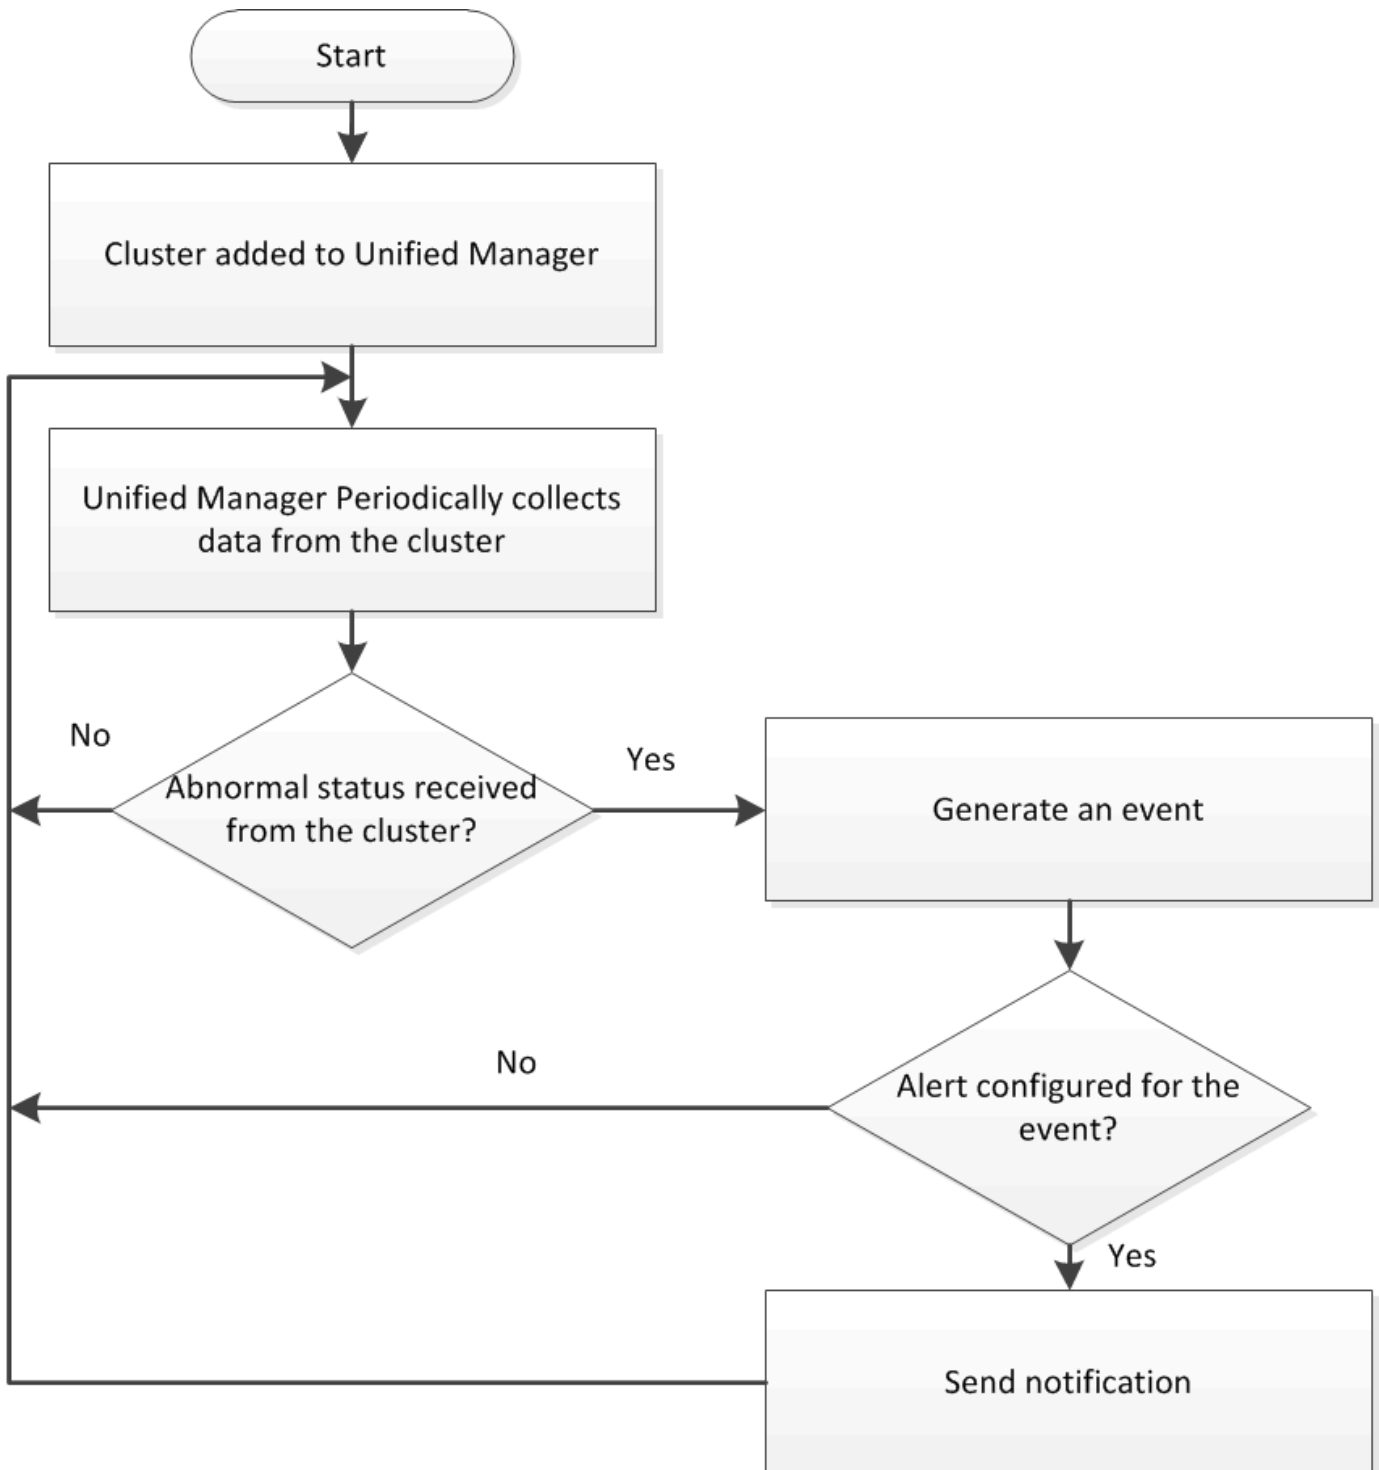 Start
Cluster added to Unified Manager
Unified Manager Periodically collects
data from the cluster
No
Yes
Abnormal status received
from the cluster?
Generate an event
No
Alert configured for the
event?
Yes
Send notification